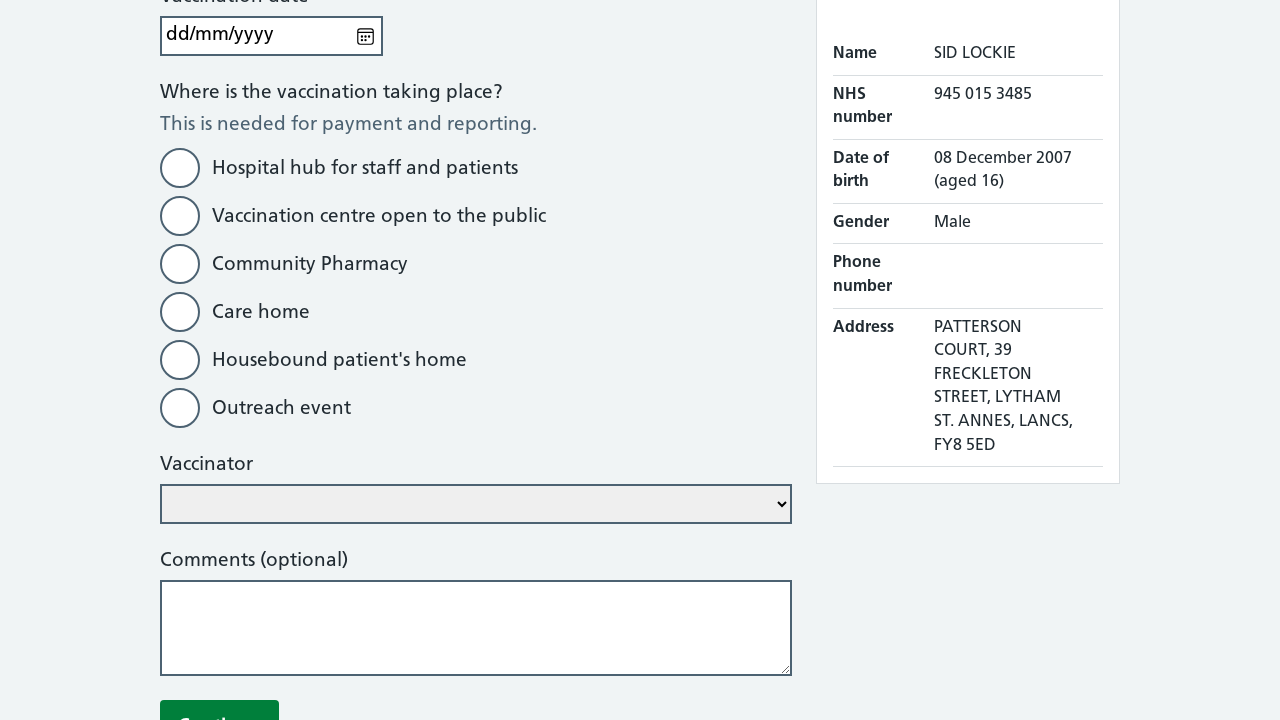 Vaccination date
dd/mm/yyyy
Where is the vaccination taking place?
This is needed for payment and reporting.
Hospital hub for staff and patients
Vaccination centre open to the public
Community Pharmacy
Care home
Housebound patient's home
Outreach event
Vaccinator
Comments (optional)
Continue
Name SID LOCKIE
NHS number 945 015 3485
Date of birth 08 December 2007 (aged 16)
Gender Male
Phone number
Address PATTERSON
COURT, 39
FRECKLETON
STREET, LYTHAM
ST. ANNES, LANCS,
FY8 5ED